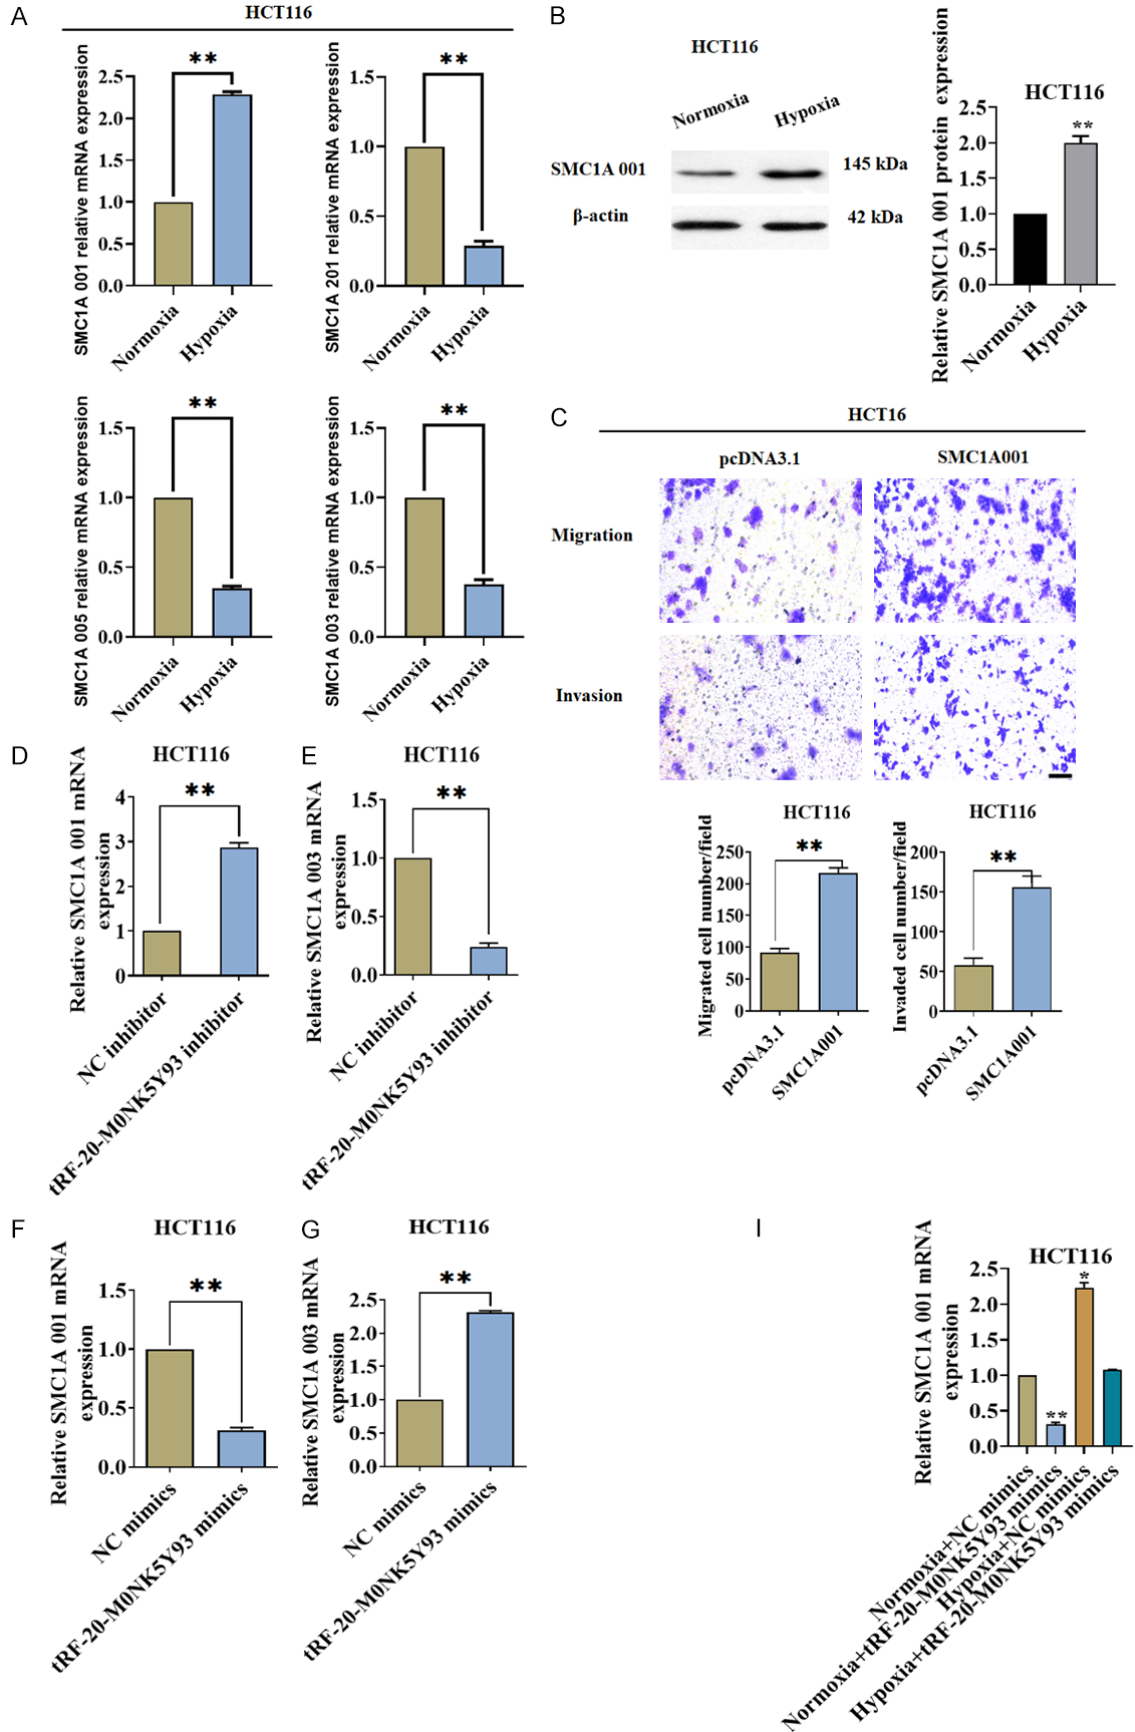 A
HCT116
SMC1A 001 relative mRNA expression
2.5
2.0
1.5
1.0
0.5
0.0
**
Normoxia
Hypoxia
SMC1A 201 relative mRNA expression
1.5
1.0
0.5
0.0
**
Normoxia
Hypoxia
SMC1A 005 relative mRNA expression
1.5
1.0
0.5
0.0
**
Normoxia
Hypoxia
SMC1A 003 relative mRNA expression
1.5
1.0
0.5
0.0
**
Normoxia
Hypoxia
B
HCT116
Normoxia
Hypoxia
SMC1A 001
145 kDa
β-actin
42 kDa
Relative SMC1A 001 protein expression
HCT116
2.5
2.0
1.5
1.0
0.5
0.0
**
Normoxia
Hypoxia
C
HCT16
pcDNA3.1
SMC1A001
Migration
Invasion
HCT116
Migrated cell number/field
250
200
150
100
50
0
**
pcDNA3.1
SMC1A001
HCT116
Invaded cell number/field
200
150
100
50
0
**
pcDNA3.1
SMC1A001
D
HCT116
Relative SMC1A 001 mRNA
expression
4
3
2
1
0
**
NC inhibitor
tRF-20-M0NK5Y93 inhibitor
E
HCT116
Relative SMC1A 003 mRNA
expression
1.5
1.0
0.5
0.0
**
NC inhibitor
tRF-20-M0NK5Y93 inhibitor
F
HCT116
Relative SMC1A 001 mRNA
expression
1.5
1.0
0.5
0.0
**
NC mimics
tRF-20-M0NK5Y93 mimics
G
HCT116
Relative SMC1A 003 mRNA
expression
2.5
2.0
1.5
1.0
0.5
0.0
**
NC mimics
tRF-20-M0NK5Y93 mimics
I
HCT116
Relative SMC1A 001 mRNA
expression
2.5
2.0
1.5
1.0
0.5
0.0
**
*
Normoxia+NC mimics
Normoxia+tRF-20-M0NK5Y93 mimics
Hypoxia+NC mimics
Hypoxia+tRF-20-M0NK5Y93 mimics